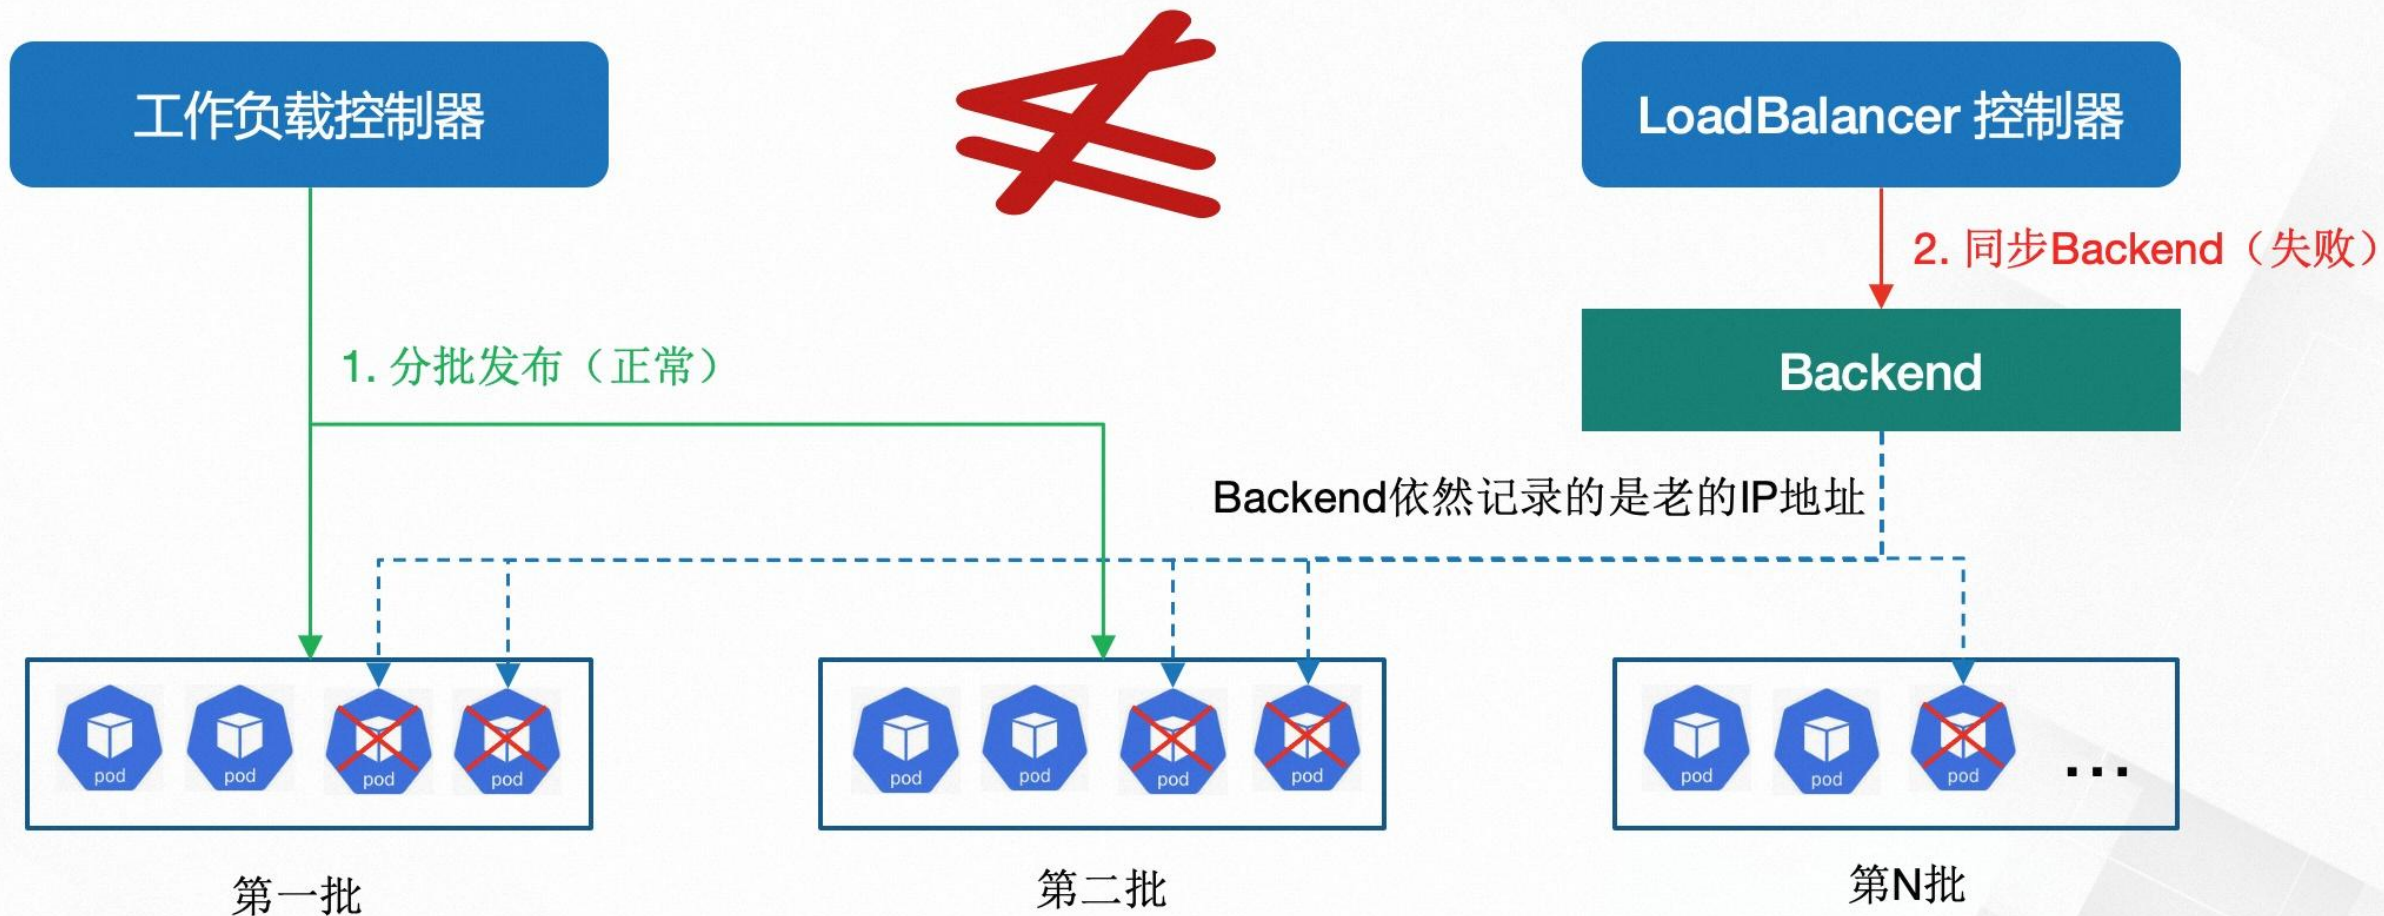 工作负载控制器
LoadBalancer 控制器
2. 同步Backend（失败）
1. 分批发布（正常）
Backend
Backend依然记录的是老的IP地址
pod
pod
pod
pod
pod
pod
pod
pod
pod
pod
pod
...
第一批
第二批
第N批